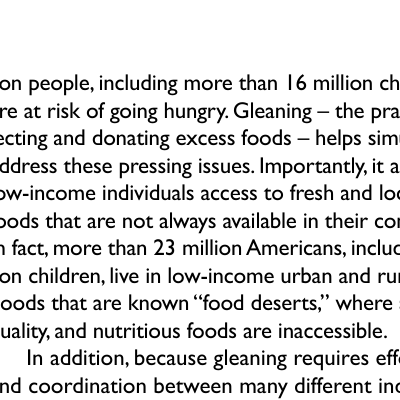 on people, including more than 16 million ch
re at risk of going hungry. Gleaning – the pra
ecting and donating excess foods – helps simu
ddress these pressing issues. Importantly, it a
ow-income individuals access to fresh and loc
oods that are not always available in their co
n fact, more than 23 million Americans, includ
on children, live in low-income urban and ru
oods that are known “food deserts,” where
uality, and nutritious foods are inaccessible.
In addition, because gleaning requires eff
nd coordination between many different ind